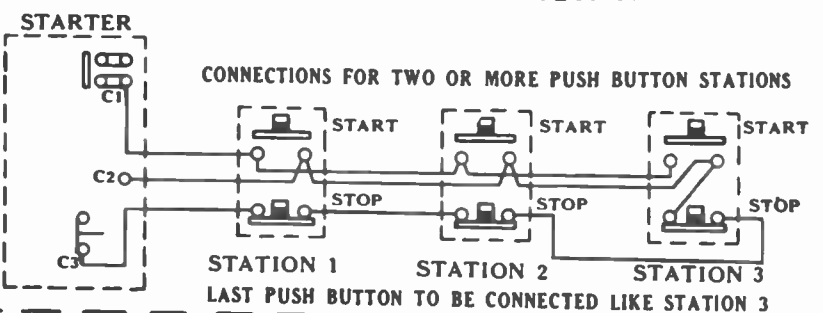 STARTER
C1
CONNECTIONS FOR TWO OR MORE PUSH BUTTON STATIONS
START
START
START
C2
STOP
STOP
STOP
C3
STATION 1
STATION 2
STATION 3
LAST PUSH BUTTON TO BE CONNECTED LIKE STATION 3